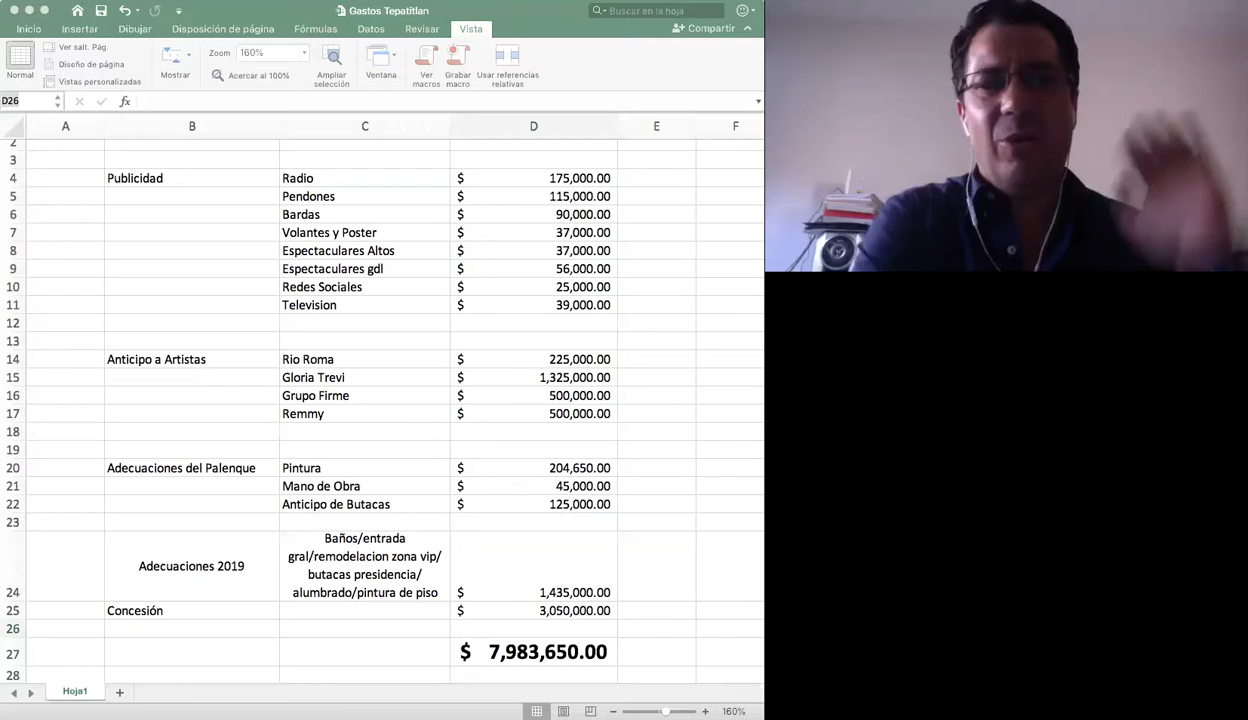 Gastos Tepatitlan
Buscar en la hoja
Inicio Insertar Dibujar Disposición de página Fórmulas Datos Revisar Vista Compartir
Normal
Ver salt. Pág.
Diseño de página
Vistas personalizadas
Mostrar
Zoom 160%
Acercar al 100%
Ampliar selección
Ventana
Ver macros
Grabar macro
Usar referencias relativas
D26 fx
A B C D E F
2
3
4 Publicidad Radio $ 175,000.00
5 Pendones $ 115,000.00
6 Bardas $ 90,000.00
7 Volantes y Poster $ 37,000.00
8 Espectaculares Altos $ 37,000.00
9 Espectaculares gdl $ 56,000.00
10 Redes Sociales $ 25,000.00
11 Television $ 39,000.00
12
13
14 Anticipo a Artistas Rio Roma $ 225,000.00
15 Gloria Trevi $ 1,325,000.00
16 Grupo Firme $ 500,000.00
17 Remmy $ 500,000.00
18
19
20 Adecuaciones del Palenque Pintura $ 204,650.00
21 Mano de Obra $ 45,000.00
22 Anticipo de Butacas $ 125,000.00
23
Baños/entrada
gral/remodelacion zona vip/
Adecuaciones 2019
butacas presidencia/
24 alumbrado/pintura de piso $ 1,435,000.00
25 Concesión $ 3,050,000.00
26
27 $ 7,983,650.00
28
Hoja1 +
160%